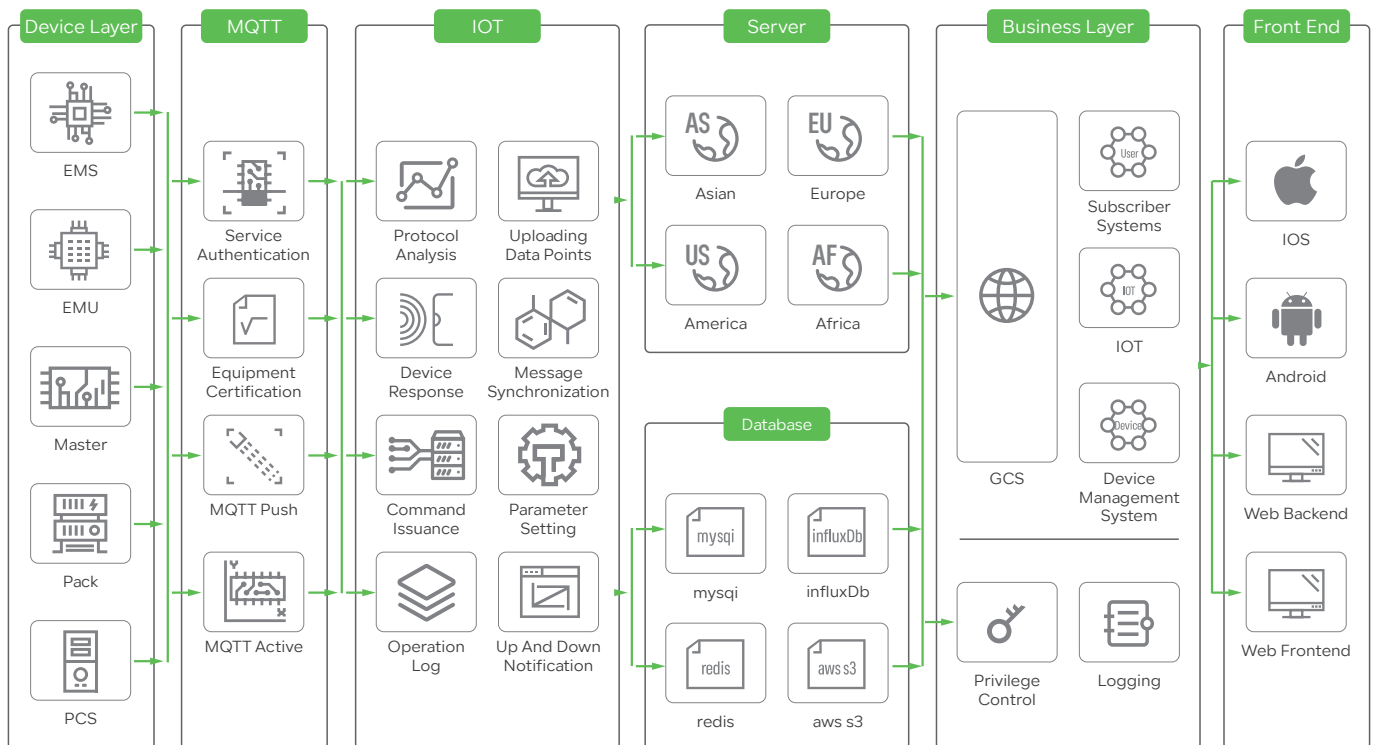 Device Layer
EMS
EMU
Master
Pack
PCS
MQTT
Service
Authentication
Equipment
Certification
MQTT Push
Y
X
MQTT Active
IOT
Protocol
Analysis
Uploading
Data Points
Device
Response
Message
Synchronization
Command
Issuance
T
Parameter
Setting
Operation
Log
Up And Down
Notification
Server
AS
Asian
EU
Europe
US
America
AF
Africa
Database
mysqi
mysqi
influxDb
influxDb
redis
redis
aws s3
aws s3
Business Layer
GCS
User
Subscriber
Systems
IOT
IOT
Device
Device
Management
System
Privilege
Control
Logging
Front End
IOS
Android
Web Backend
Web Frontend